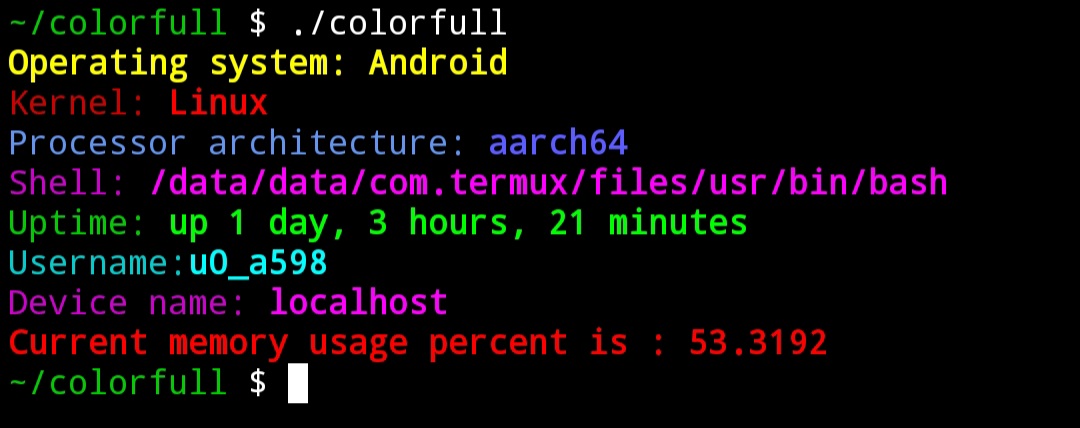 ~/colorfull $ ./colorfull
Operating system: Android
Kernel: Linux
Processor architecture: aarch64
Shell: /data/data/com.termux/files/usr/bin/bash
Uptime: up 1 day, 3 hours, 21 minutes
Username:u0_a598
Device name: localhost
Current memory usage percent is : 53.3192
~/colorfull $